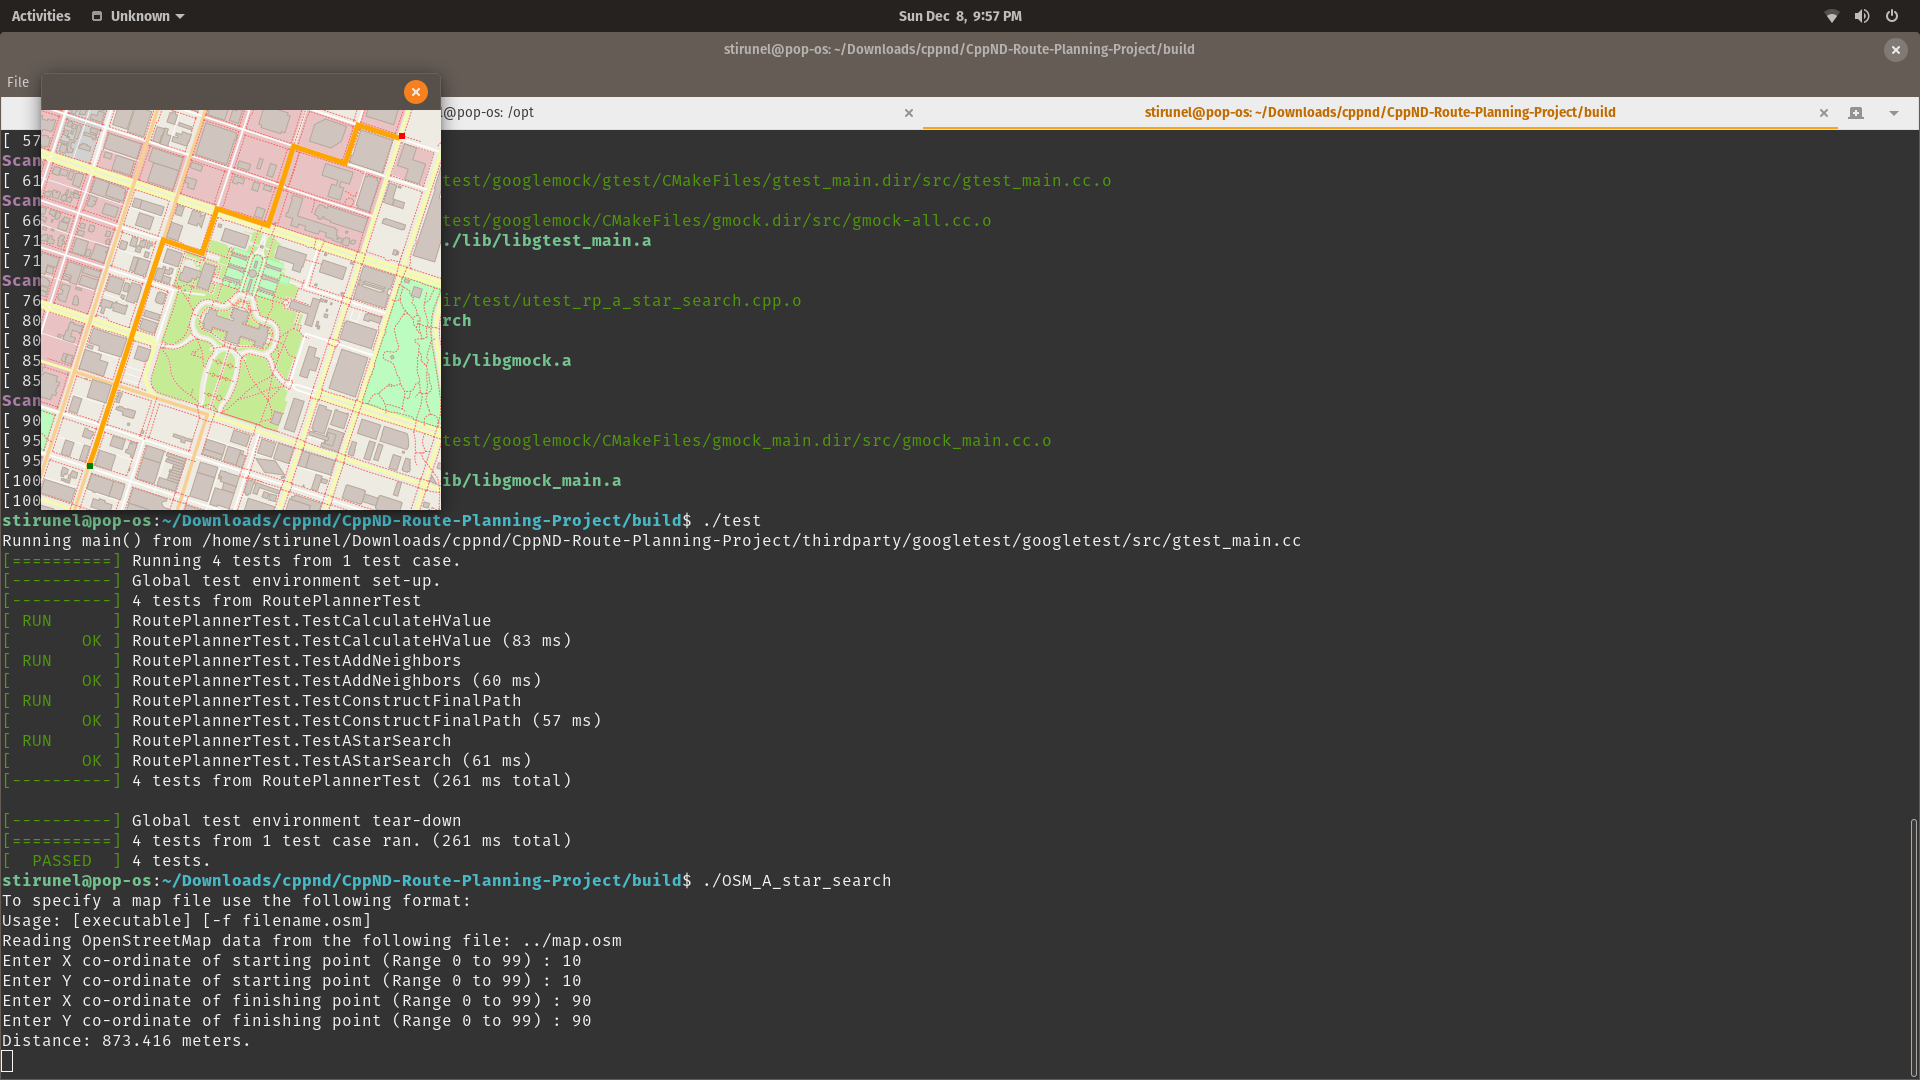 Activities Unknown Sun Dec 8, 9:57 PM
stirunel@pop-os: ~/Downloads/cppnd/CppND-Route-Planning-Project/build
File
@pop-os: /opt stirunel@pop-os: ~/Downloads/cppnd/CppND-Route-Planning-Project/build
[ 57
Scan
[ 61 test/googlemock/gtest/CMakeFiles/gtest_main.dir/src/gtest_main.cc.o
Scan
[ 66 test/googlemock/CMakeFiles/gmock.dir/src/gmock-all.cc.o
[ 71 ./lib/libgtest_main.a
[ 71
Scan
[ 76 ir/test/utest_rp_a_star_search.cpp.o
[ 80 rch
[ 80
[ 85 ib/libgmock.a
[ 85
Scan
[ 90
[ 95 test/googlemock/CMakeFiles/gmock_main.dir/src/gmock_main.cc.o
[ 95
[100 ib/libgmock_main.a
[100
stirunel@pop-os:~/Downloads/cppnd/CppND-Route-Planning-Project/build$ ./test
Running main() from /home/stirunel/Downloads/cppnd/CppND-Route-Planning-Project/thirdparty/googletest/googletest/src/gtest_main.cc
[==========] Running 4 tests from 1 test case.
[----------] Global test environment set-up.
[----------] 4 tests from RoutePlannerTest
[ RUN      ] RoutePlannerTest.TestCalculateHValue
[       OK ] RoutePlannerTest.TestCalculateHValue (83 ms)
[ RUN      ] RoutePlannerTest.TestAddNeighbors
[       OK ] RoutePlannerTest.TestAddNeighbors (60 ms)
[ RUN      ] RoutePlannerTest.TestConstructFinalPath
[       OK ] RoutePlannerTest.TestConstructFinalPath (57 ms)
[ RUN      ] RoutePlannerTest.TestAStarSearch
[       OK ] RoutePlannerTest.TestAStarSearch (61 ms)
[----------] 4 tests from RoutePlannerTest (261 ms total)
[----------] Global test environment tear-down
[==========] 4 tests from 1 test case ran. (261 ms total)
[  PASSED  ] 4 tests.
stirunel@pop-os:~/Downloads/cppnd/CppND-Route-Planning-Project/build$ ./OSM_A_star_search
To specify a map file use the following format:
Usage: [executable] [-f filename.osm]
Reading OpenStreetMap data from the following file: ../map.osm
Enter X co-ordinate of starting point (Range 0 to 99) : 10
Enter Y co-ordinate of starting point (Range 0 to 99) : 10
Enter X co-ordinate of finishing point (Range 0 to 99) : 90
Enter Y co-ordinate of finishing point (Range 0 to 99) : 90
Distance: 873.416 meters.